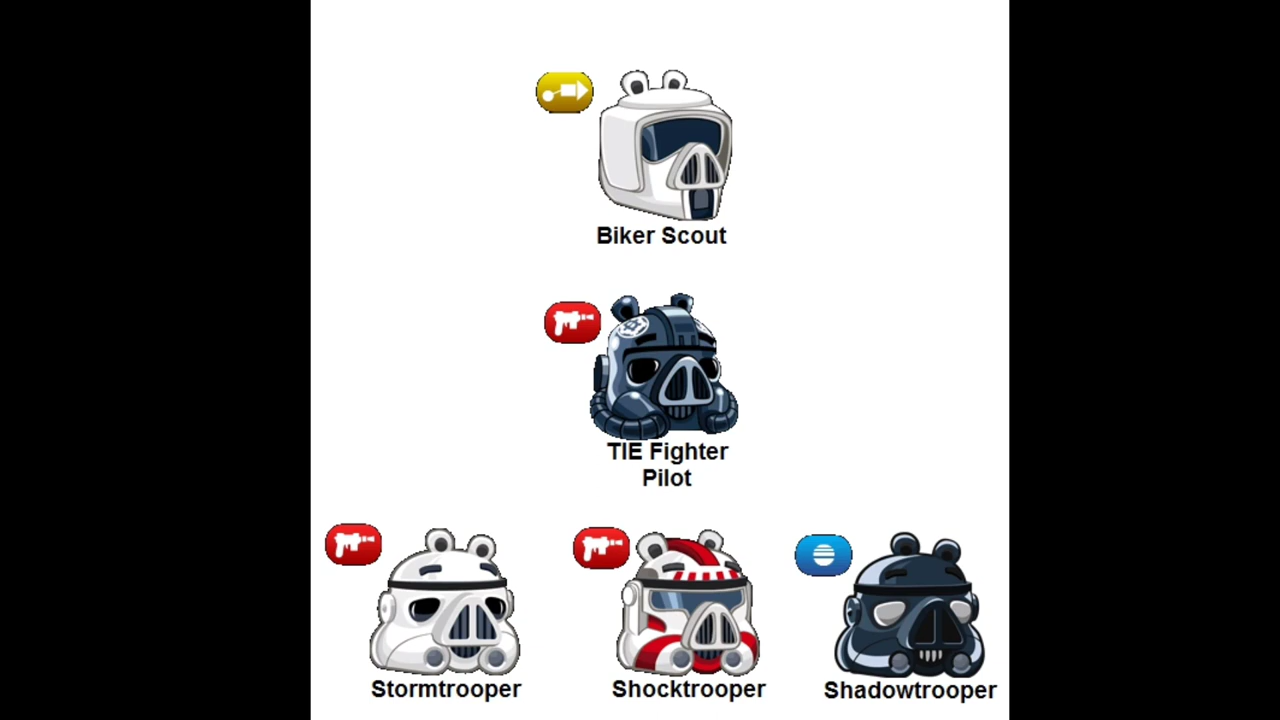 Biker Scout
TIE Fighter
Pilot
Stormtrooper
Shocktrooper
Shadowtrooper